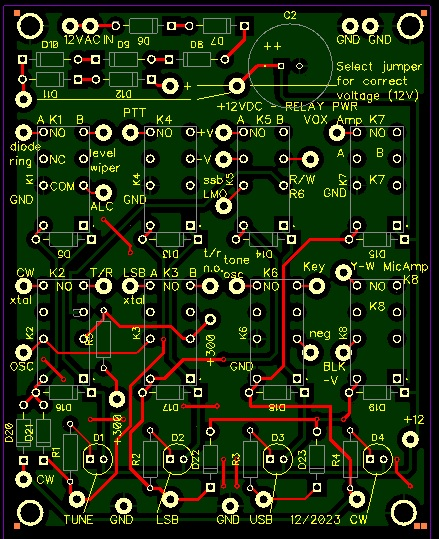 C2
12VAC IN
D6
D7
GND GND
D10
D9
D8
++
D11
D12
+
Select jumper
for correct
voltage (12V)
+12VDC - RELAY PWR
PTT
VOX Amp K7
A K1 B
K4
+V
K5 B
NO
NO
NO
NO
diode
ring
NC
level
wiper
-V
A
B
K1
COM
K4
ssb
LMO
K5
R/W
R6
K7
K7
GND
GND
GND
ALC
D5
D13
D14
D15
t/r
n.o.
tone
osc
CW
K2
T/R
LSB A K3 B
K6
Key
Y-W MicAmp
K8
xtal
NO
xtal
NO
NO
NO
K8
K2
K3
K6
neg
K8
OSC
+300
GND
BLK
-V
D16
D17
D18
D19
+300
+12
D20
D21
R1
D1
R2
D2
D22
R3
D3
D23
R4
D4
CW
TUNE
GND
LSB
GND
USB
12/2023
CW